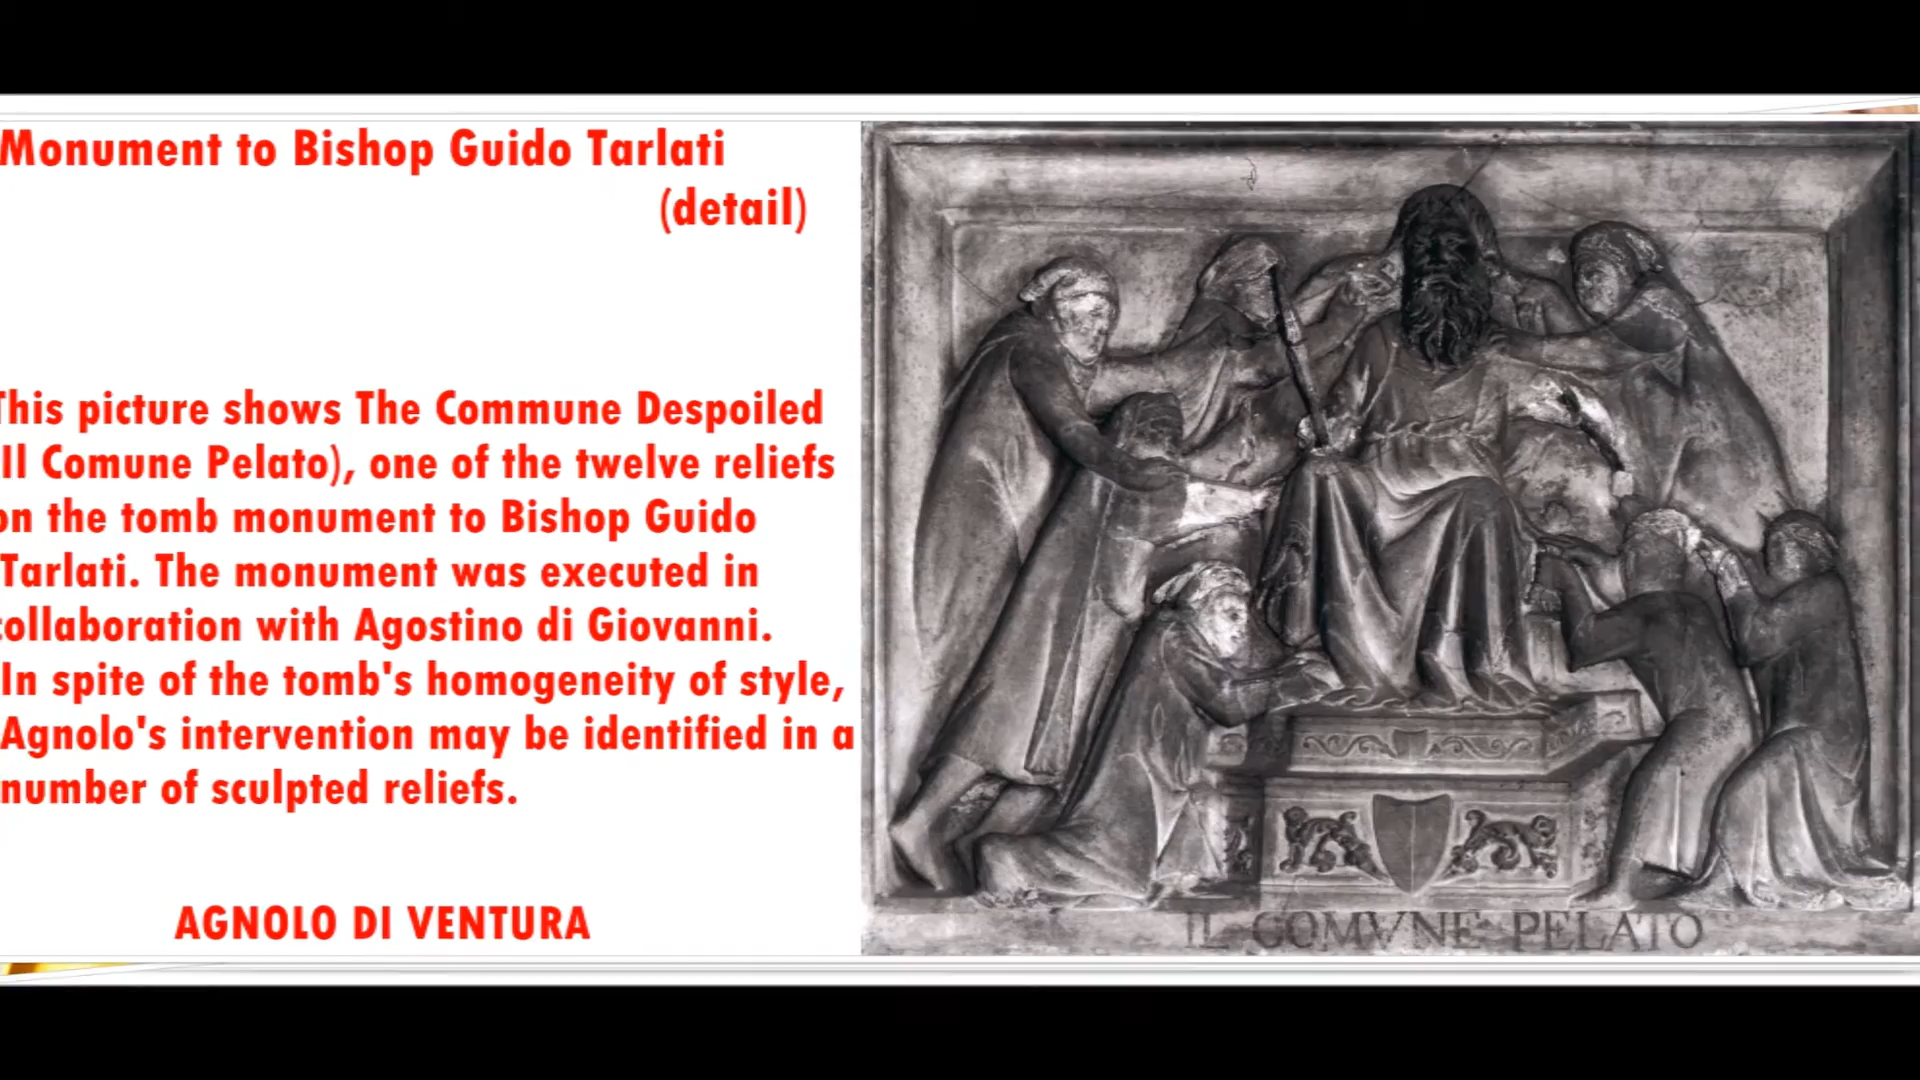 Monument to Bishop Guido Tarlati
(detail)
This picture shows The Commune Despoiled
Il Comune Pelato), one of the twelve reliefs
on the tomb monument to Bishop Guido
Tarlati. The monument was executed in
collaboration with Agostino di Giovanni.
In spite of the tomb's homogeneity of style,
Agnolo's intervention may be identified in a
number of sculpted reliefs.
AGNOLO DI VENTURA
IL COMVNE PELATO